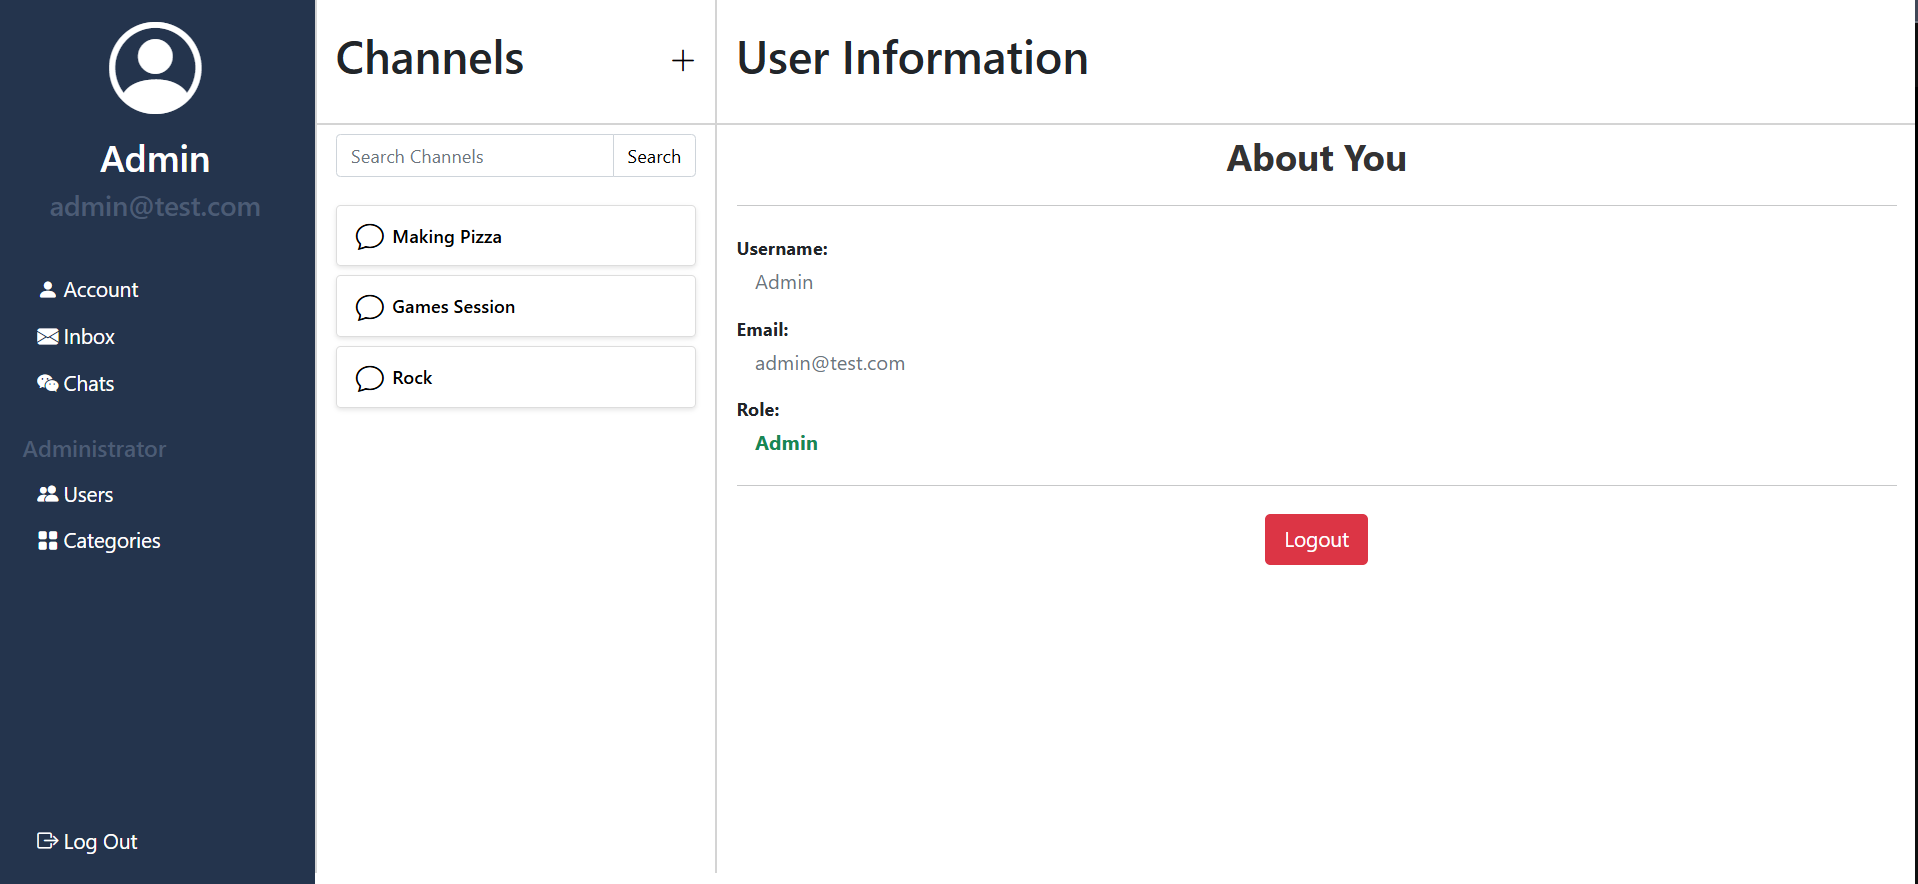 Admin
admin@test.com
Account
Inbox
Chats
Administrator
Users
Categories
Log Out
Channels
Search Channels
Search
Making Pizza
Games Session
Rock
User Information
About You
Username:
Admin
Email:
admin@test.com
Role:
Admin
Logout